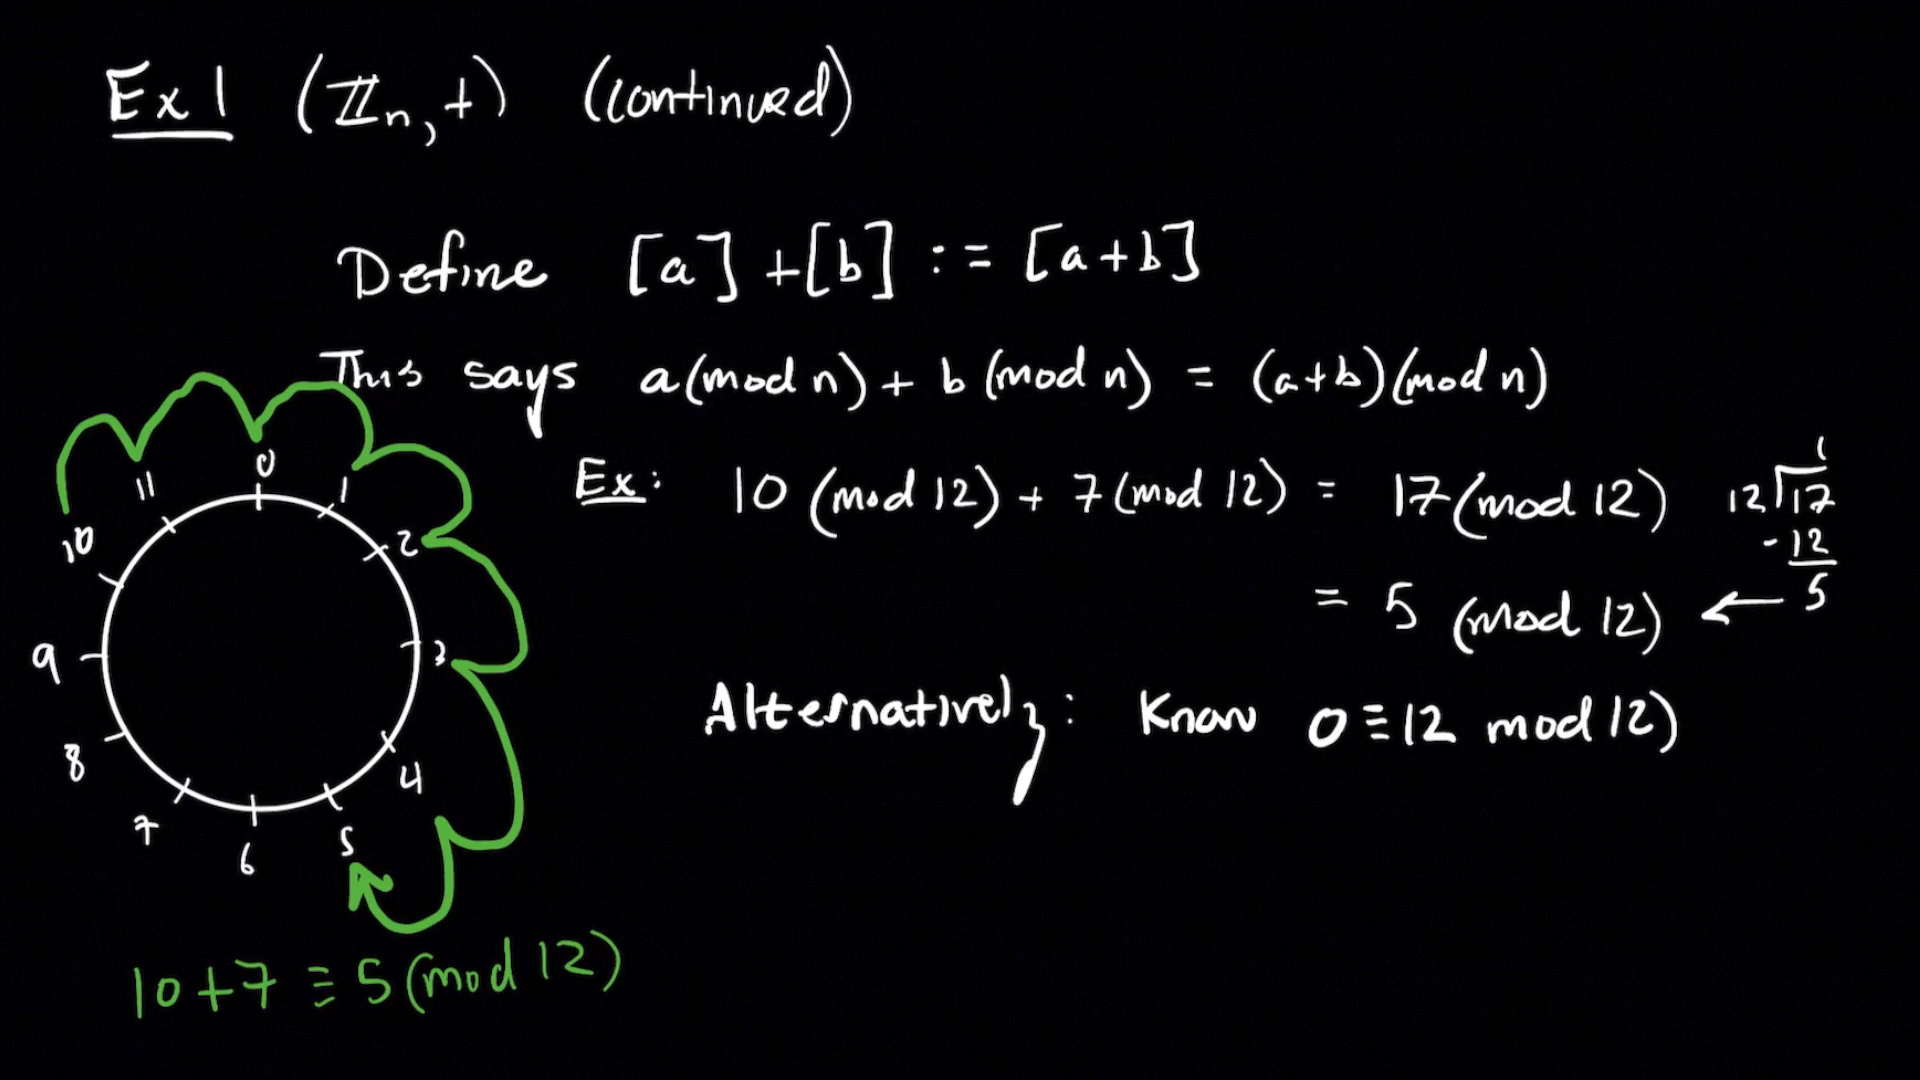 Ex 1 (ℤn, +) (continued)
Define [a] + [b] := [a+b]
This says a (mod n) + b (mod n) = (a+b) (mod n)
Ex: 10 (mod 12) + 7 (mod 12) = 17 (mod 12)
1
12)17
-12
5
= 5 (mod 12) ←
Alternatively: Know 0 ≡ 12 mod 12)
0
1
2
3
4
5
6
7
8
9
10
11
10+7 ≡ 5 (mod 12)